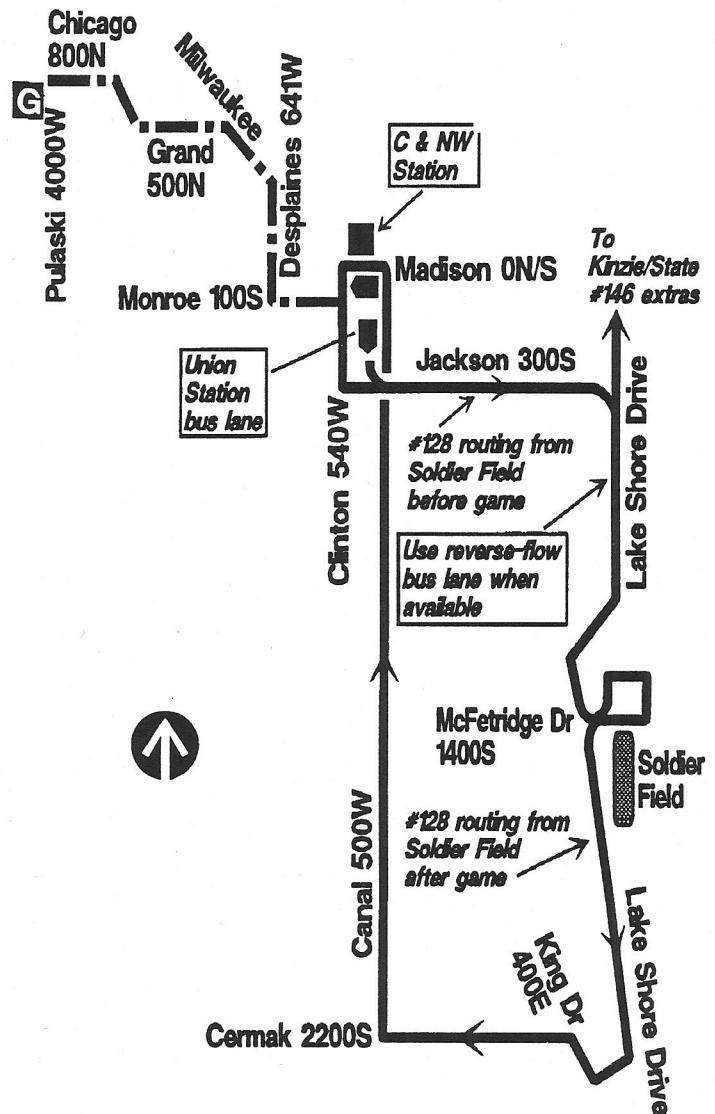 Chicago
800N
G
Pulaski 4000W
Milwaukee
Grand
500N
Desplaines 641W
C & NW
Station
Monroe 100S
Madison 0N/S
To
Kinzie/State
#146 extras
Union
Station
bus lane
Jackson 300S
Clinton 540W
#128 routing from
Soldier Field
before game
Lake Shore Drive
Use reverse-flow
bus lane when
available
McFetridge Dr
1400S
Soldier
Field
Canal 500W
#128 routing from
Soldier Field
after game
King Dr
400E
Lake Shore Drive
Cermak 2200S